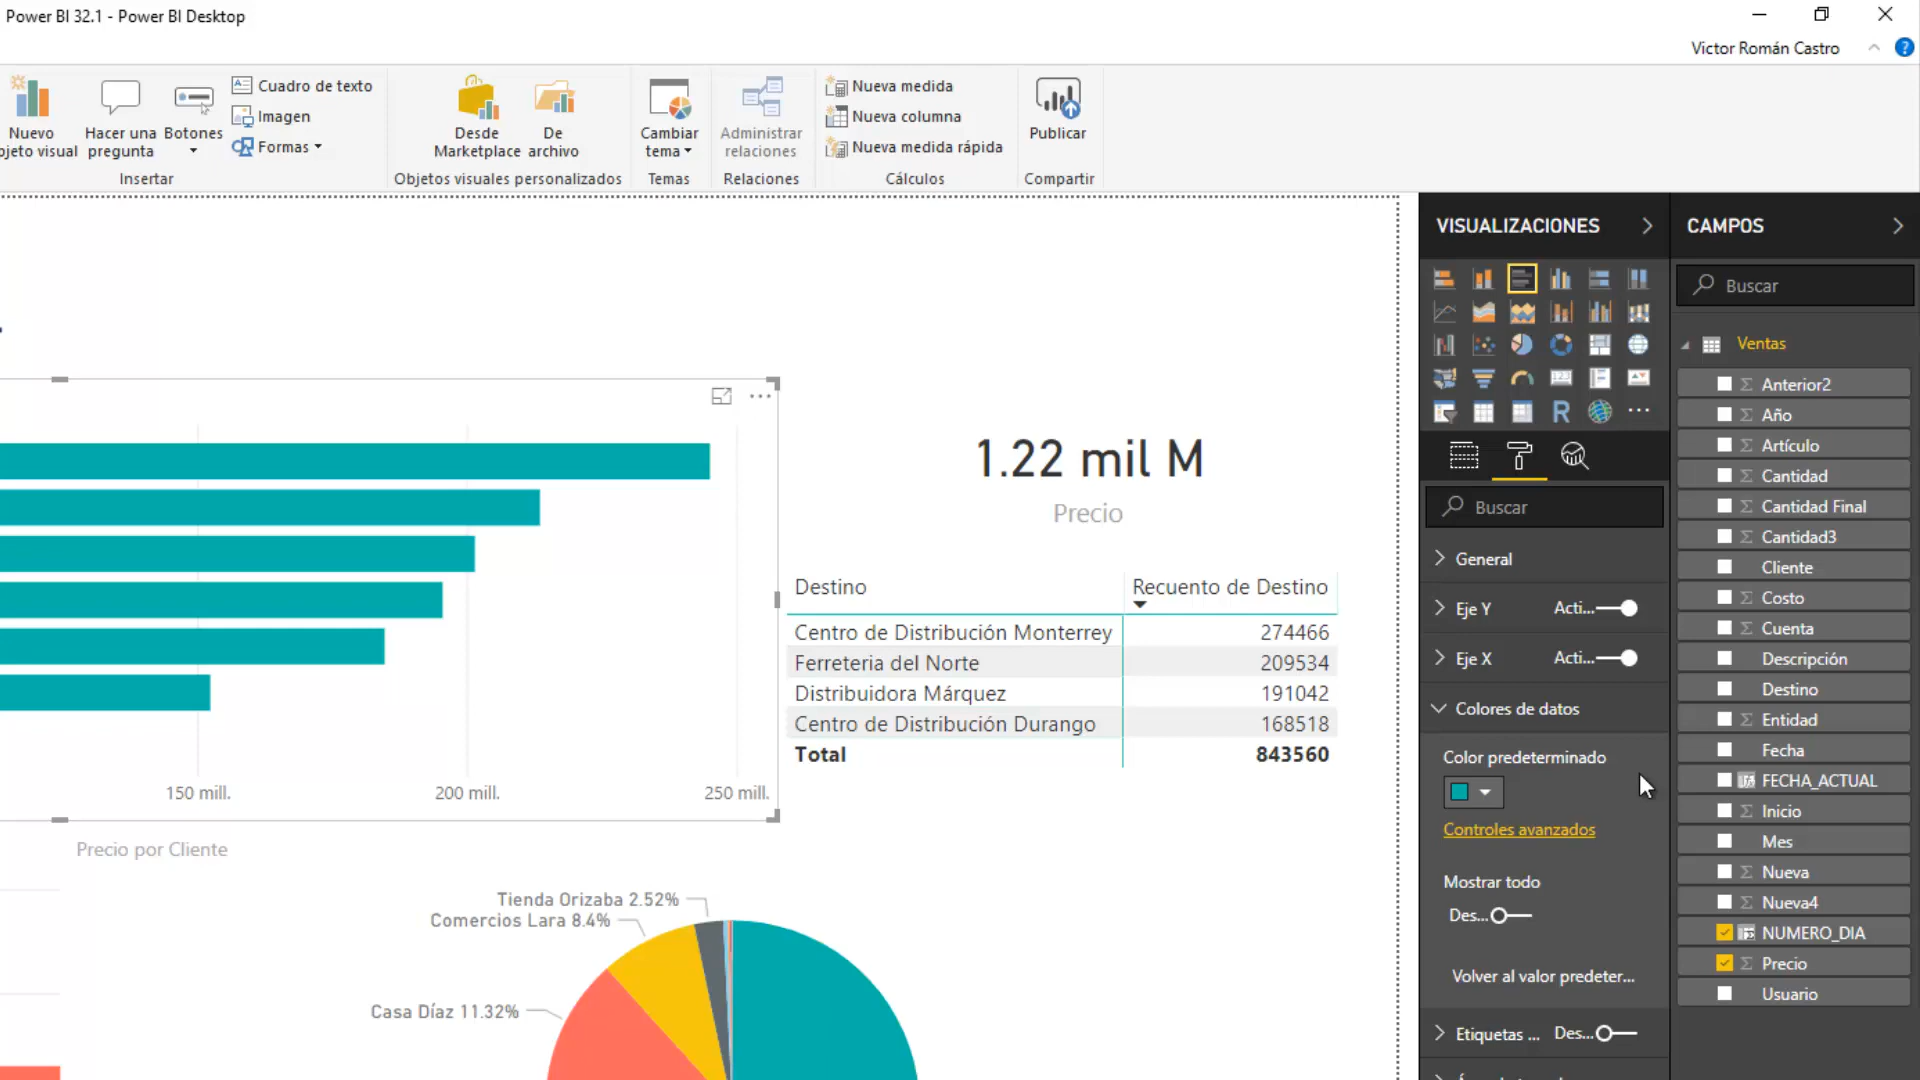 Power BI 32.1 - Power BI Desktop
Victor Román Castro
Nuevo
jeto visual
Hacer una
pregunta
Botones
Cuadro de texto
Imagen
Formas
Insertar
Desde
Marketplace
De
archivo
Objetos visuales personalizados
Cambiar
tema
Temas
Administrar
relaciones
Relaciones
Nueva medida
Nueva columna
Nueva medida rápida
Cálculos
Publicar
Compartir
150 mill.
200 mill.
250 mill.
1.22 mil M
Precio
Destino Recuento de Destino
Centro de Distribución Monterrey 274466
Ferreteria del Norte 209534
Distribuidora Márquez 191042
Centro de Distribución Durango 168518
Total 843560
Precio por Cliente
Tienda Orizaba 2.52%
Comercios Lara 8.4%
Casa Díaz 11.32%
VISUALIZACIONES
R
Buscar
General
Eje Y Acti...
Eje X Acti...
Colores de datos
Color predeterminado
Controles avanzados
Mostrar todo
Des...
Volver al valor predeter...
Etiquetas ... Des...
CAMPOS
Buscar
Ventas
Anterior2
Año
Artículo
Cantidad
Cantidad Final
Cantidad3
Cliente
Costo
Cuenta
Descripción
Destino
Entidad
Fecha
FECHA_ACTUAL
Inicio
Mes
Nueva
Nueva4
NUMERO_DIA
Precio
Usuario